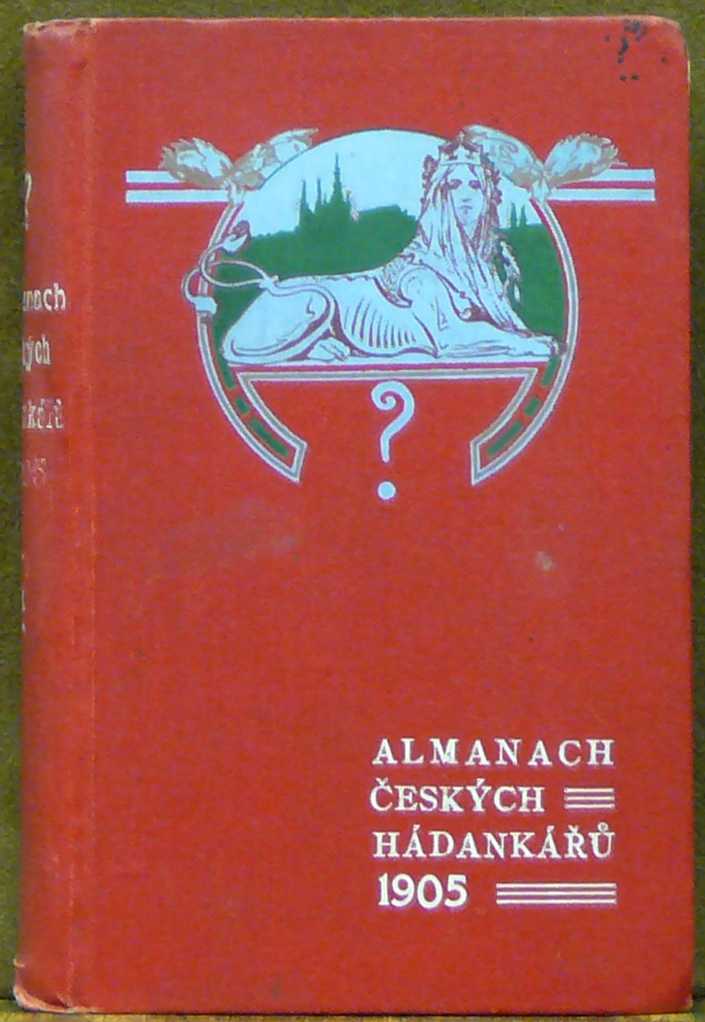 ?
ALMANACH
ČESKÝCH
HÁDANKÁŘŮ
1905